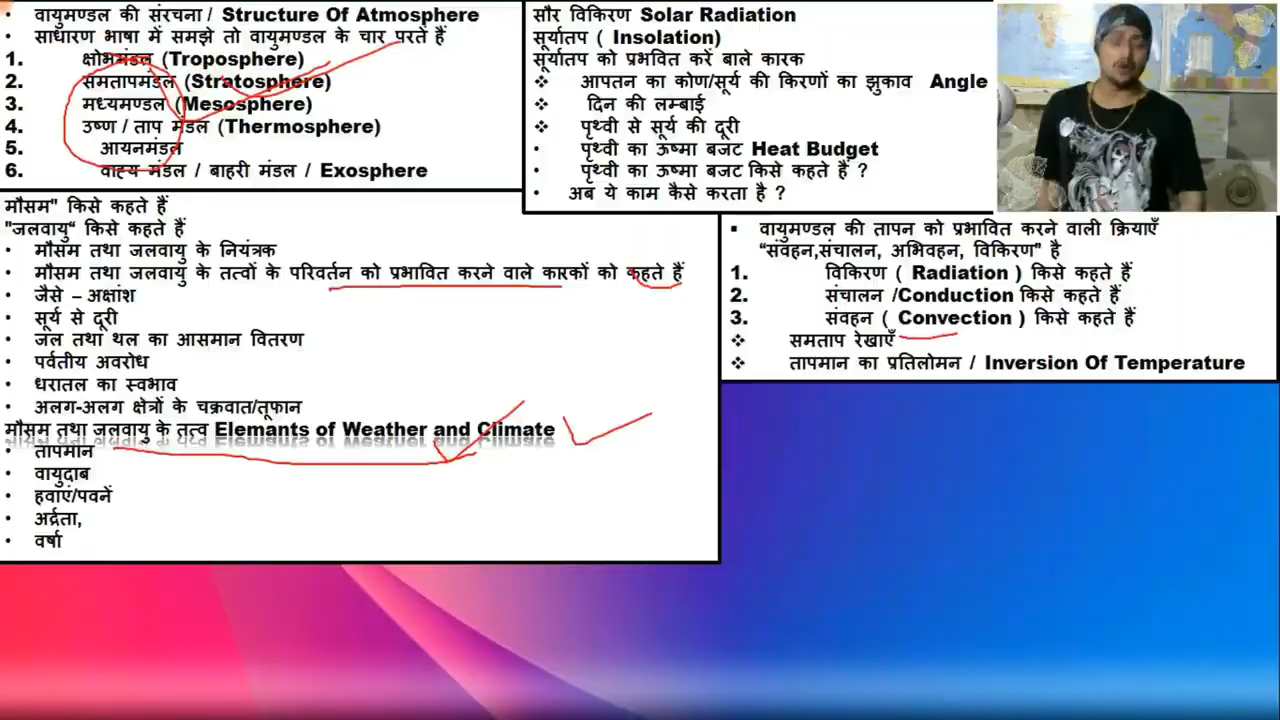 वायुमण्डल की संरचना / Structure Of Atmosphere
• साधारण भाषा में समझे तो वायुमण्डल के चार परतें हैं
1. क्षोभमंडल (Troposphere)
2. समतापमंडल (Stratosphere)
3. मध्यमण्डल (Mesosphere)
4. उष्ण / ताप मंडल (Thermosphere)
5. आयनमंडल
6. वाह्य मंडल / बाहरी मंडल / Exosphere
सौर विकिरण Solar Radiation
सूर्यातप ( Insolation)
सूर्यातप को प्रभावित करें बाले कारक
❖ आपतन का कोण/सूर्य की किरणों का झुकाव Angle
❖ दिन की लम्बाई
❖ पृथ्वी से सूर्य की दूरी
• पृथ्वी का ऊष्मा बजट Heat Budget
• पृथ्वी का ऊष्मा बजट किसे कहते हैं ?
• अब ये काम कैसे करता है ?
मौसम" किसे कहते हैं
"जलवायु“ किसे कहते हैं
• मौसम तथा जलवायु के नियंत्रक
• मौसम तथा जलवायु के तत्वों के परिवर्तन को प्रभावित करने वाले कारकों को कहते हैं
• जैसे – अक्षांश
• सूर्य से दूरी
• जल तथा थल का आसमान वितरण
• पर्वतीय अवरोध
• धरातल का स्वभाव
• अलग-अलग क्षेत्रों के चक्रवात/तूफान
मौसम तथा जलवायु के तत्व Elemants of Weather and Climate
• तापमान
• वायुदाब
• हवाएं/पवनें
• अर्द्रता,
• वर्षा
▪ वायुमण्डल की तापन को प्रभावित करने वाली क्रियाएँ
“संवहन,संचालन, अभिवहन, विकिरण” है
1. विकिरण ( Radiation ) किसे कहते हैं
2. संचालन /Conduction किसे कहते हैं
3. संवहन ( Convection ) किसे कहते हैं
❖ समताप रेखाएँ
❖ तापमान का प्रतिलोमन / Inversion Of Temperature